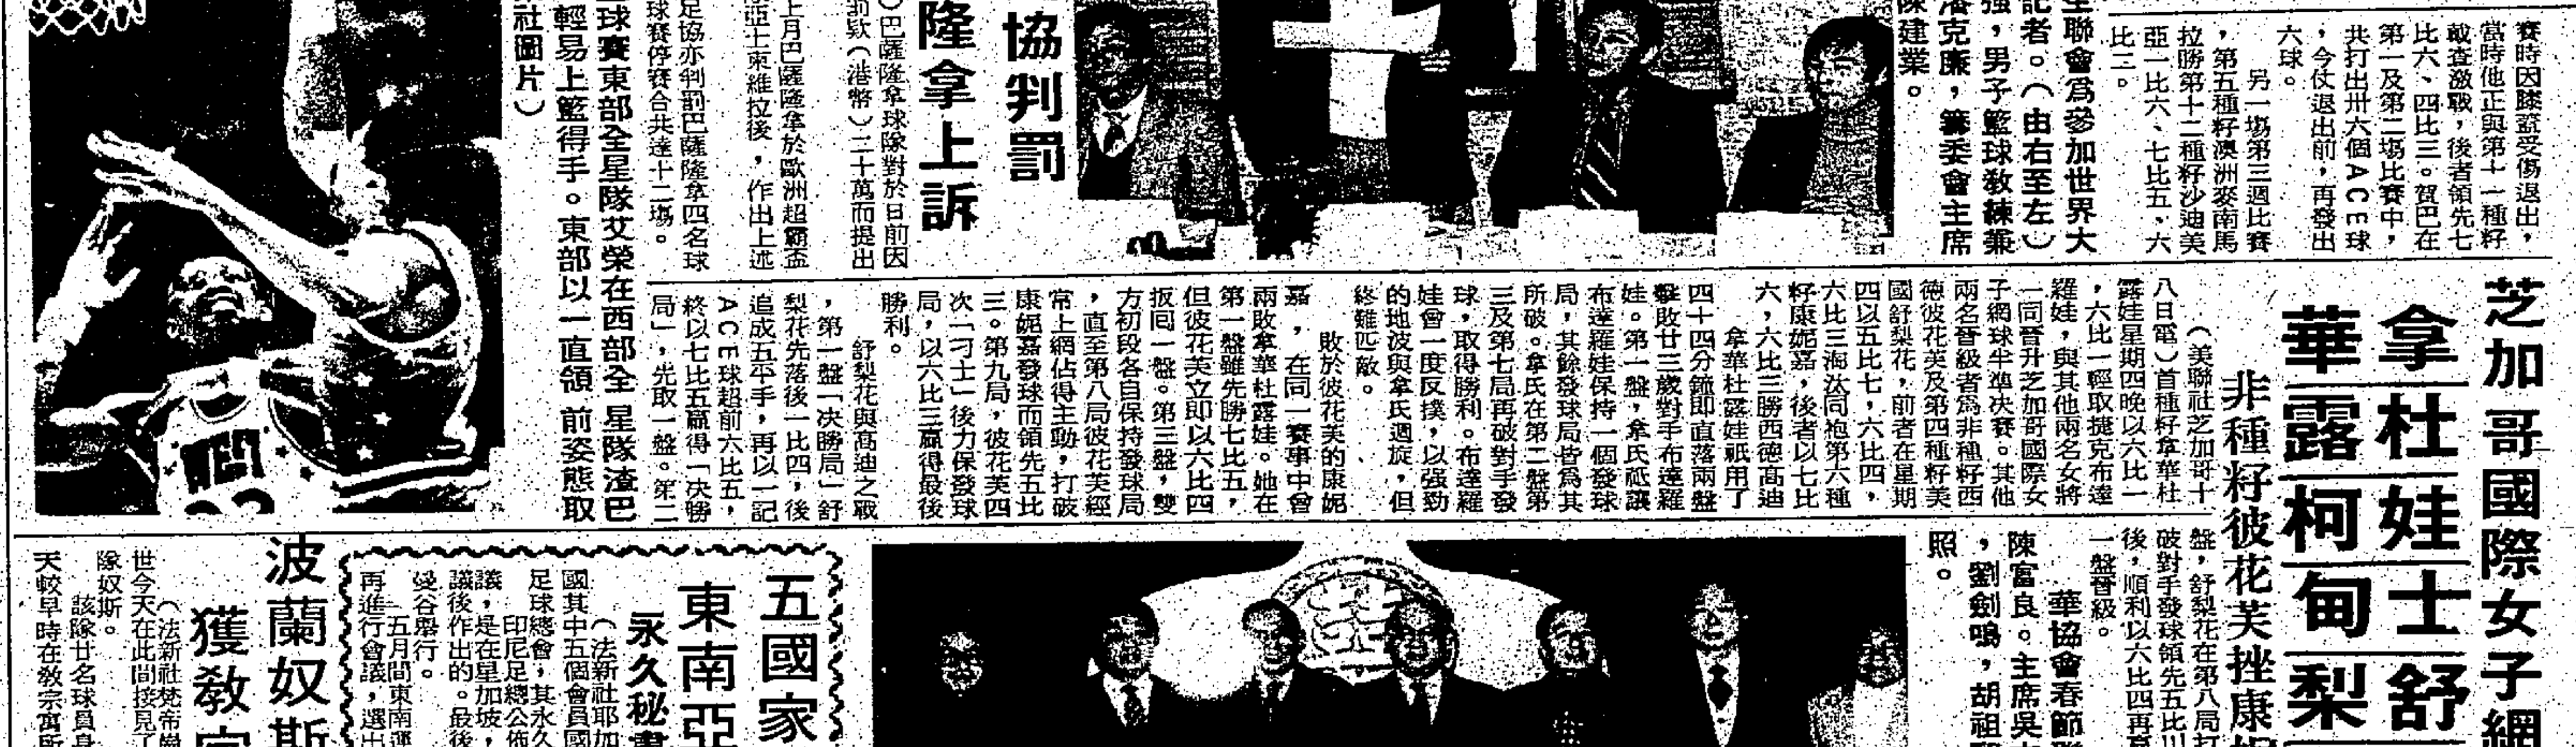 賽時因膝蓋受傷退出，
當時他正與第十一種籽
戢查激戰，後者領先七
比六、四比三。賀巴在
第一及第二場比賽中，
共打出卅六個ACE球
，今仗退出前，再發出
六球。
另一場第三週比賽
，第五種籽澳洲麥南馬
拉勝第十二種籽沙迪美
亞一比六、七比五、六
比二。
聯會爲參加世界大
記者。（由右至左）
强，男子籃球教練兼
潘克廉，籌委會主席
陳建業。
協判罰
隆拿上訴
）巴薩隆拿球隊對於日前因
罰款（港幣）二十萬而提出
上月巴薩隆拿於歐洲超霸盃
亞士東維拉後，作出上述
足協亦判罰巴薩隆拿四名球
球賽停賽合共達十二場。
球賽東部全星隊艾榮在西部全星隊渣巴
輕易上籃得手。東部以一直領前姿態取
社圖片）
芝加哥國際女子網
拿杜娃士舒
華露柯甸梨
非種籽彼花芙挫康妮
（美聯社芝加哥十
八日電）首種籽拿華杜
露娃星期四晚以六比一
，六比一輕取捷克布達
羅娃，與其他兩名女將
一同晉升芝加哥國際女
子網球半準决賽。其他
兩名晉級者爲非種籽西
德彼花芙及第四種籽美
國舒梨花，前者在星期
四以五比七，六比四，
六比三淘汰同袍第六種
籽康妮嘉，後者以七比
六，六比三勝西德高迪
拿華杜露娃祇用了
四十四分鐘即直落兩盤
擊敗廿三歲對手布達羅
娃。第一盤，拿氏祇讓
布達羅娃保持一個發球
局，其餘發球局皆爲其
所破。拿氏在第二盤第
三及第七局再破對手發
球，取得勝利。布達羅
娃曾一度反撲，以强勁
的地波與拿氏週旋，但
終難匹敵。
敗於彼花芙的康妮
嘉，在同一賽事中曾
兩敗拿華杜露娃。她在
第一盤雖先勝七比五，
但彼花芙立即以六比四
扳囘一盤。第三盤，雙
方初段各自保持發球局
，直至第八局彼花芙經
常上網佔得主動，打破
康妮嘉發球而領先五比
三。第九局，彼花芙四
次「刁士」後力保發球
局，以六比三贏得最後
勝利。
舒梨花與高迪之戰
，第一盤「决勝局」舒
梨花先落後一比四，後
追成五平手，再以一記
ACE球超前六比五，
終以七比五贏得「决勝
局」，先取一盤。第二
盤，舒梨花在第八局打
破對手發球領先五比三
後，順利以六比四再
一盤晉級。
華協會春節
陳富良。主席吳
，劉劍鳴，胡祖
照。
五國家
東南亞
永久秘書
（法新社耶加
國其中五個會員國
足球總會，其永久
印尼足總公佈
議，是在星加坡，
議後作出的。最後
曼谷舉行。
五月間東南運
再進行會議，選出
波蘭奴斯
獲教宗
（法新社梵帝崗
世今天在此間接見了
隊奴斯。
該隊廿名球員身
天較早時在教宗寓所